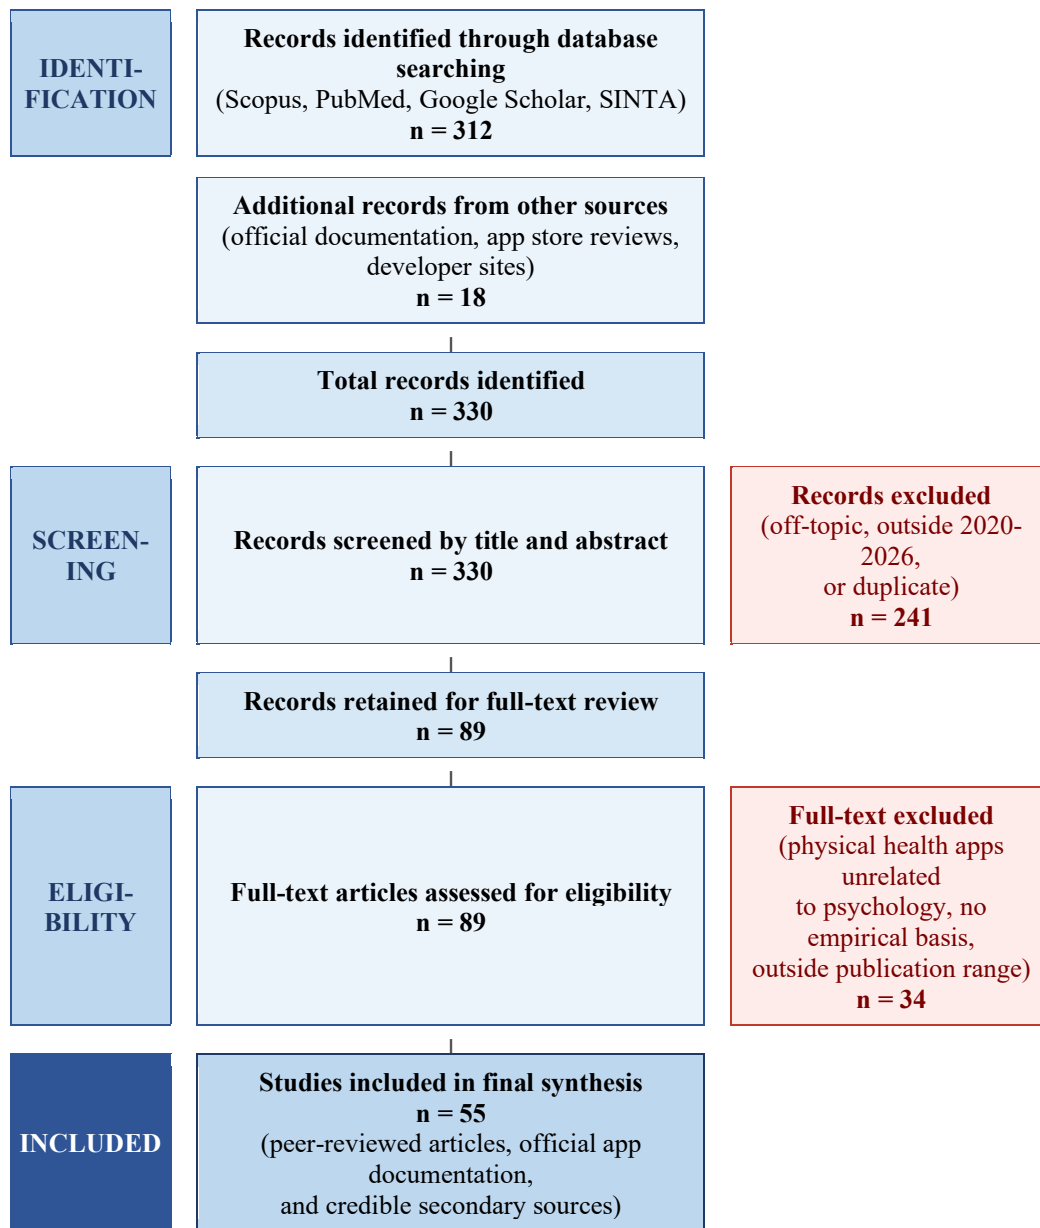 IDENTI-
FICATION
Records identified through database
searching
(Scopus, PubMed, Google Scholar, SINTA)
n = 312
Additional records from other sources
(official documentation, app store reviews,
developer sites)
n = 18
Total records identified
n = 330
SCREEN-
ING
Records screened by title and abstract
n = 330
Records excluded
(off-topic, outside 2020-
2026,
or duplicate)
n = 241
Records retained for full-text review
n = 89
ELIGI-
BILITY
Full-text articles assessed for eligibility
n = 89
Full-text excluded
(physical health apps
unrelated
to psychology, no
empirical basis,
outside publication range)
n = 34
INCLUDED
Studies included in final synthesis
n = 55
(peer-reviewed articles, official app
documentation,
and credible secondary sources)